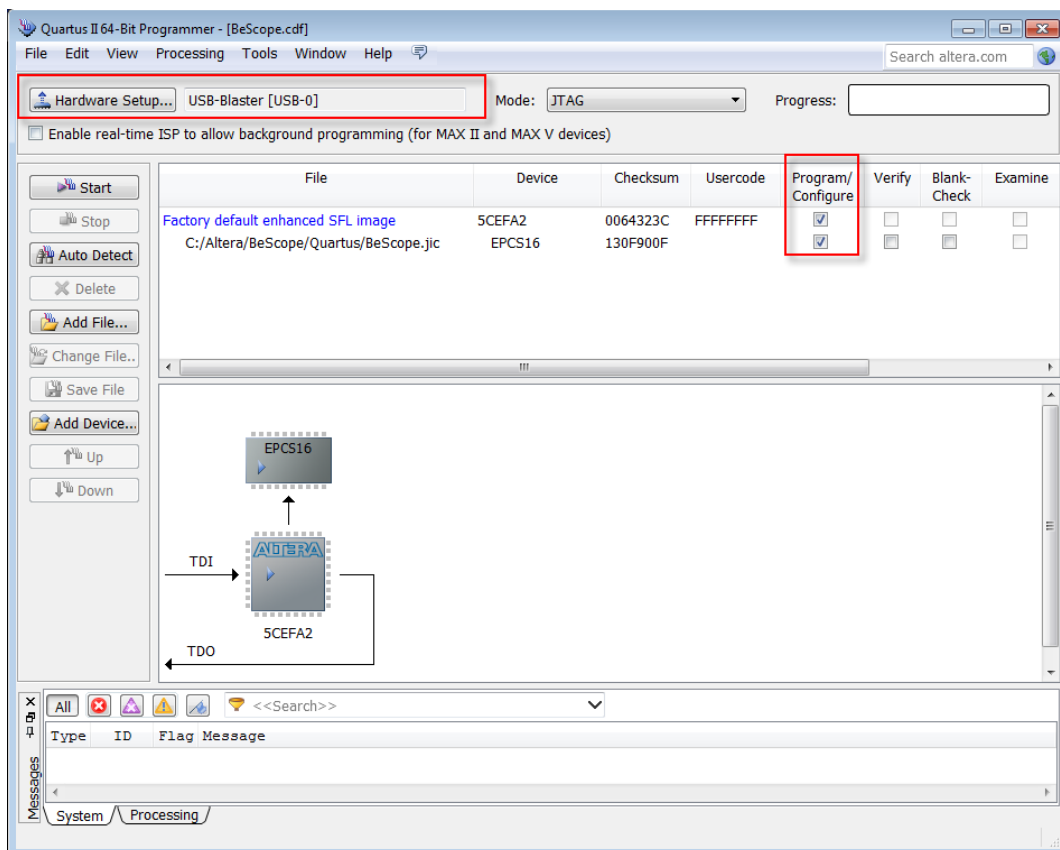 Quartus II 64-Bit Programmer - [BeScope.cdf]
File Edit View Processing Tools Window Help
Search altera.com
Hardware Setup... USB-Blaster [USB-0] Mode: JTAG Progress:
Enable real-time ISP to allow background programming (for MAX II and MAX V devices)
Start
Stop
Auto Detect
Delete
Add File...
Change File..
Save File
Add Device...
Up
Down
File Device Checksum Usercode Program/ Verify Blank- Examine
Configure Check
Factory default enhanced SFL image 5CEFA2 0064323C FFFFFFFF
C:/Altera/BeScope/Quartus/BeScope.jic EPCS16 130F900F
EPCS16
TDI
ALTERA
5CEFA2
TDO
All <<Search>>
Type ID Flag Message
Messages
System Processing